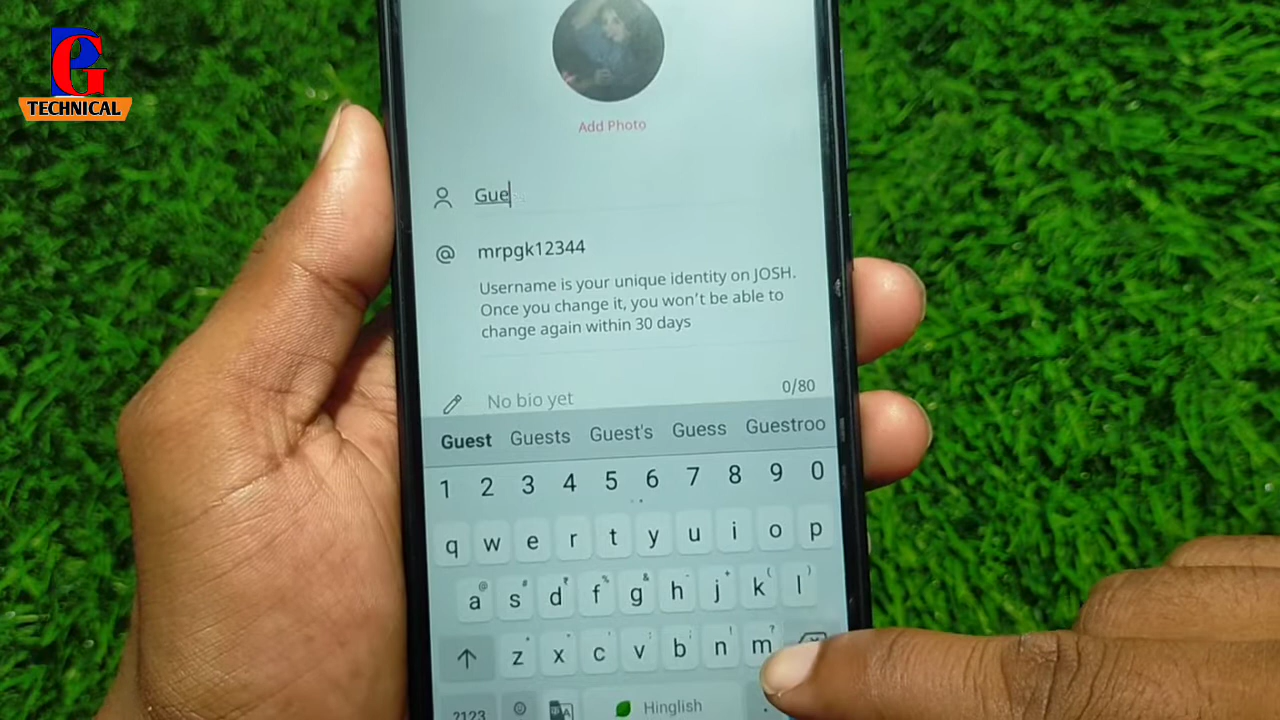 PG
TECHNICAL
Add Photo
Gue
@ mrpgk12344
Username is your unique identity on JOSH.
Once you change it, you won't be able to
change again within 30 days
No bio yet 0/80
Guest Guests Guest's Guess Guestroo
1 2 3 4 5 6 7 8 9 0
q w e r t y u i o p
a s d f g h j k l
z x c v b n m
?123 Hinglish .